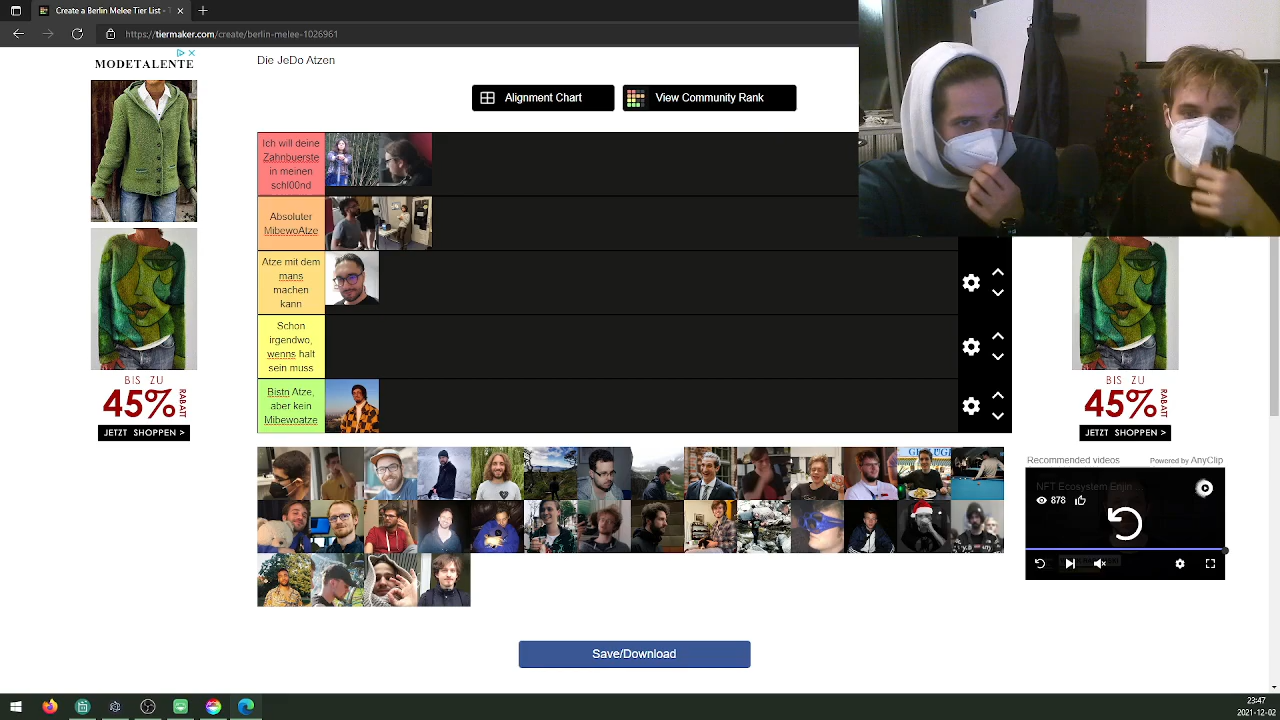 Create a Berlin Melee Tier List - T
https://tiermaker.com/create/berlin-melee-1026961
MODETALENTE
BIS ZU
45%
RABATT
JETZT SHOPPEN >
Die JeDo Atzen
Alignment Chart
View Community Rank
Ich will deine
Zahnbuerste
in meinen
schl00nd
Absoluter
MibewoAtze
Atze mit dem
mans
machen
kann
Schon
irgendwo,
wenns halt
sein muss
Bistn Atze,
aber kein
Mibewoatze
Save/Download
BIS ZU
45%
RABATT
JETZT SHOPPEN >
Recommended videos
Powered by AnyClip
NFT Ecosystem Enjin ...
878
23:47
2021-12-02